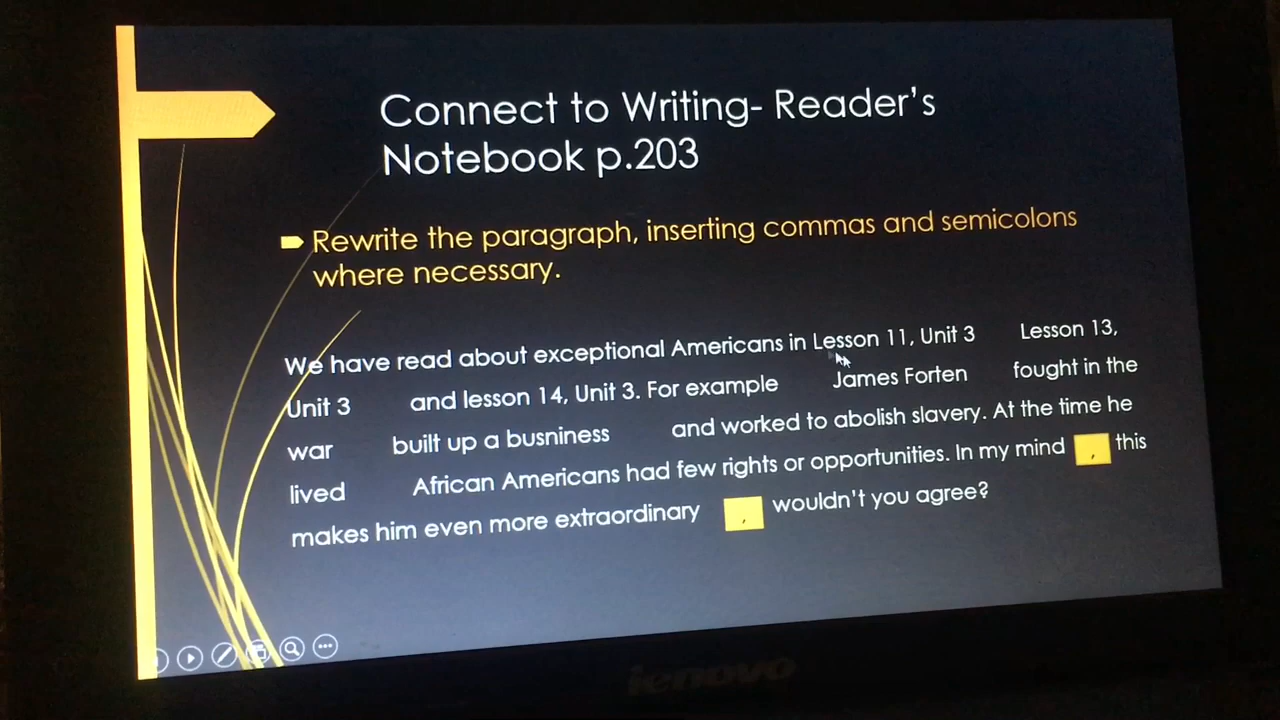 Connect to Writing- Reader's
Notebook p.203
Rewrite the paragraph, inserting commas and semicolons
where necessary.
We have read about exceptional Americans in Lesson 11, Unit 3 Lesson 13,
Unit 3 and lesson 14, Unit 3. For example James Forten fought in the
war built up a busniness and worked to abolish slavery. At the time he
lived African Americans had few rights or opportunities. In my mind , this
makes him even more extraordinary , wouldn't you agree?
lenovo